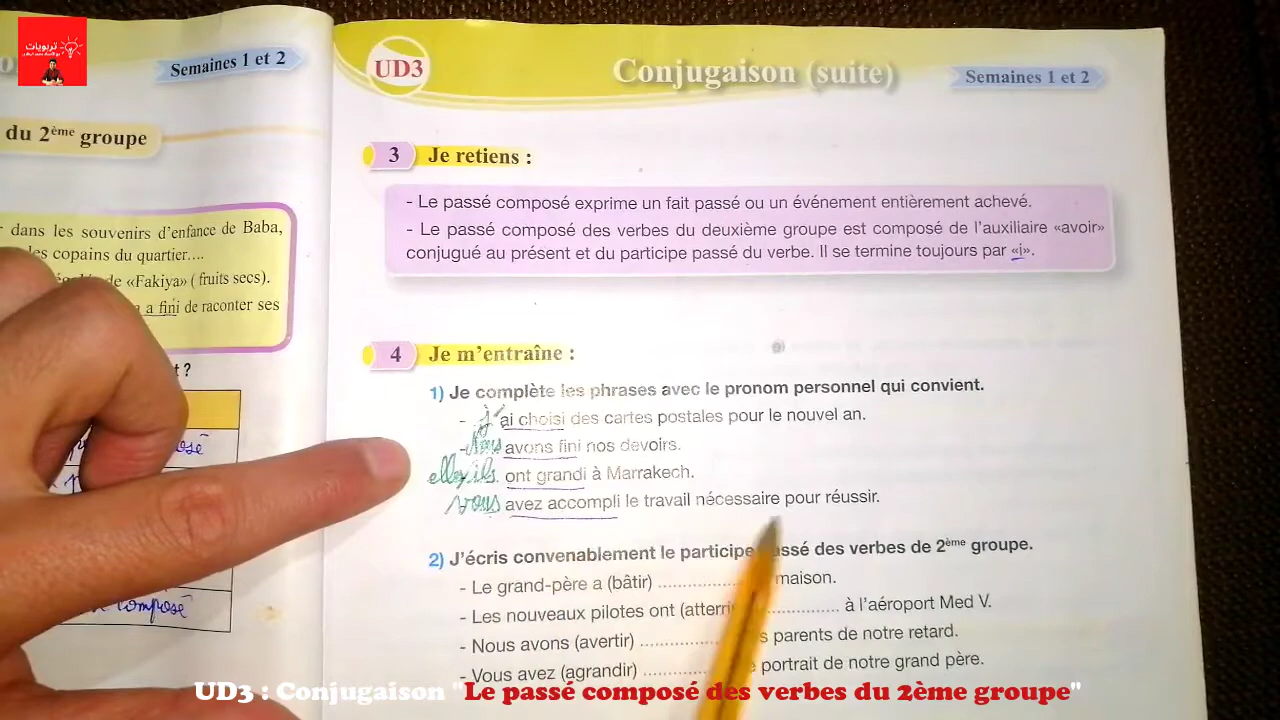 تربويات
Semaines 1 et 2
du 2ème groupe
dans les souvenirs d'enfance de Baba,
les copains du quartier....
de «Fakiya» ( fruits secs).
a fini de raconter ses
?
composé
UD3
Conjugaison (suite)
Semaines 1 et 2
3 Je retiens :
- Le passé composé exprime un fait passé ou un événement entièrement achevé.
- Le passé composé des verbes du deuxième groupe est composé de l'auxiliaire «avoir»
conjugué au présent et du participe passé du verbe. Il se termine toujours par «i».
4 Je m'entraîne :
1) Je complète les phrases avec le pronom personnel qui convient.
- j'ai choisi des cartes postales pour le nouvel an.
- Nous avons fini nos devoirs.
elles, ils ont grandi à Marrakech.
vous avez accompli le travail nécessaire pour réussir.
2) J'écris convenablement le participe passé des verbes de 2ème groupe.
- Le grand-père a (bâtir) .................. maison.
- Les nouveaux pilotes ont (atterrir) .................. à l'aéroport Med V.
- Nous avons (avertir) .................. parents de notre retard.
- Vous avez (agrandir) .................. portrait de notre grand père.
UD3 : Conjugaison "Le passé composé des verbes du 2ème groupe"